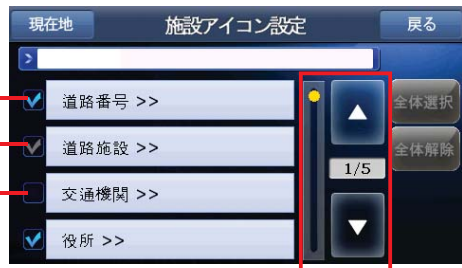 現在地 施設アイコン設定 戻る
道路番号 >> 全体選択
道路施設 >> 全体解除
1/5
交通機関 >>
役所 >>